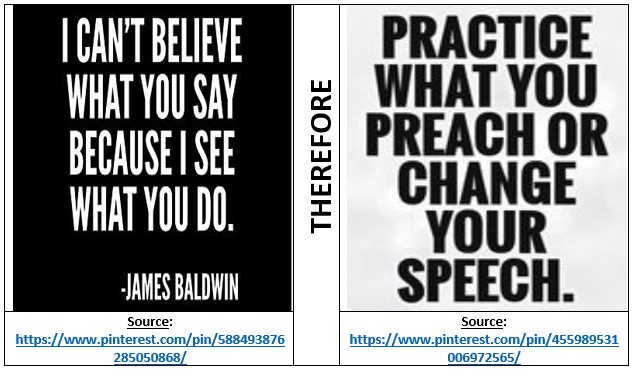 I CAN'T BELIEVE
WHAT YOU SAY
BECAUSE I SEE
WHAT YOU DO.
-JAMES BALDWIN
Source:
https://www.pinterest.com/pin/588493876
285050868/
THEREFORE
PRACTICE
WHAT YOU
PREACH OR
CHANGE
YOUR
SPEECH.
Source:
https://www.pinterest.com/pin/455989531
006972565/